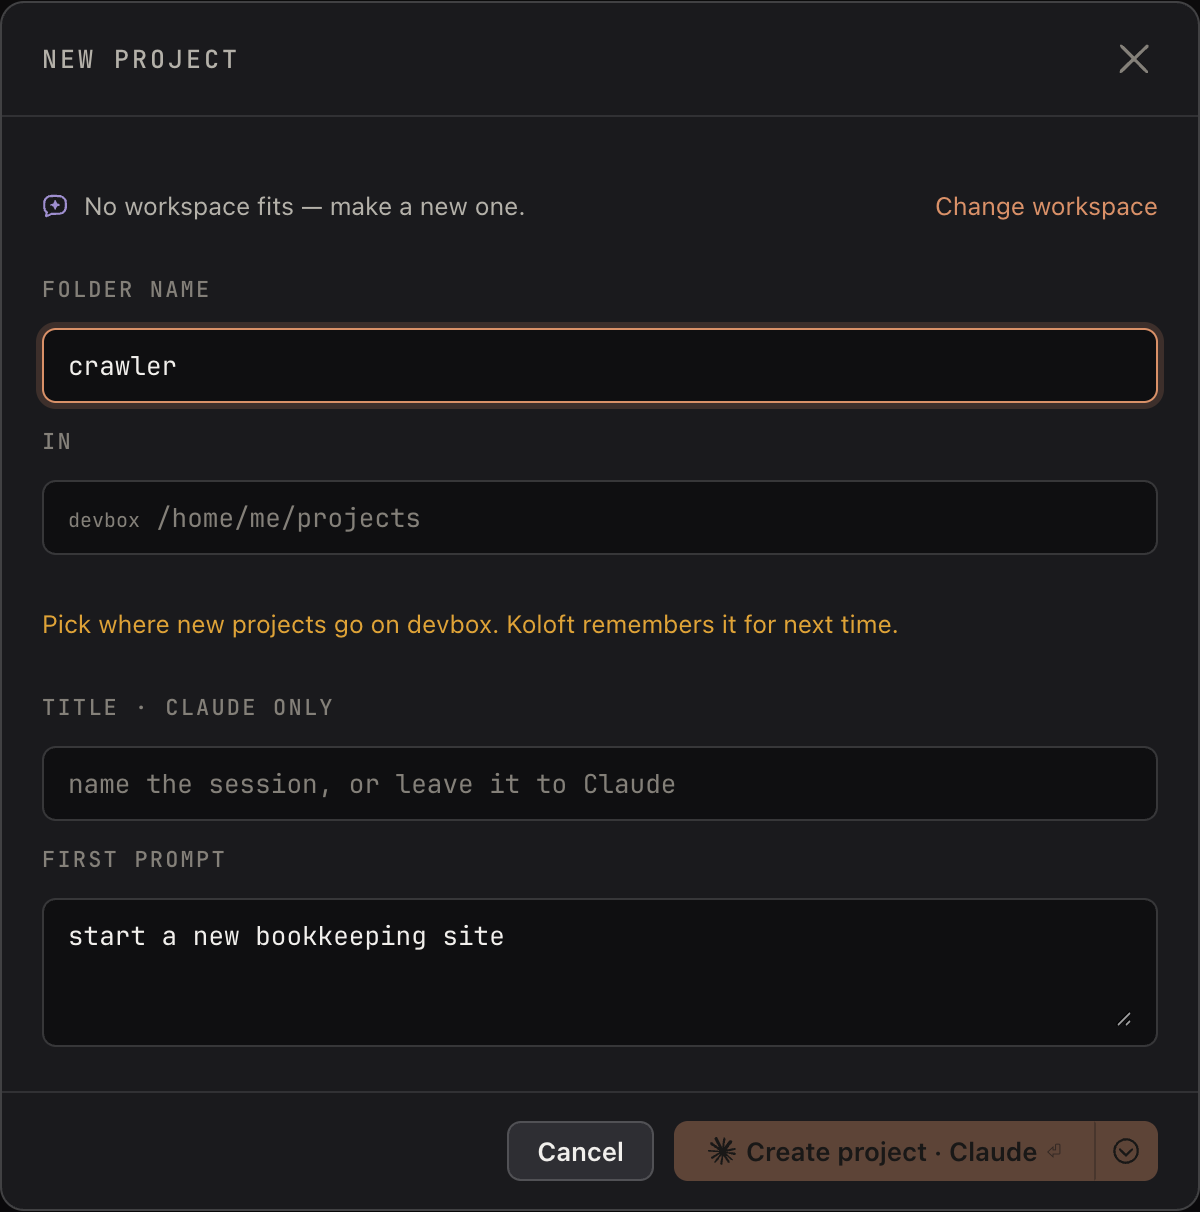 NEW PROJECT
No workspace fits — make a new one.
Change workspace
FOLDER NAME
crawler
IN
devbox /home/me/projects
Pick where new projects go on devbox. Koloft remembers it for next time.
TITLE · CLAUDE ONLY
name the session, or leave it to Claude
FIRST PROMPT
start a new bookkeeping site
Cancel
Create project · Claude ⏎